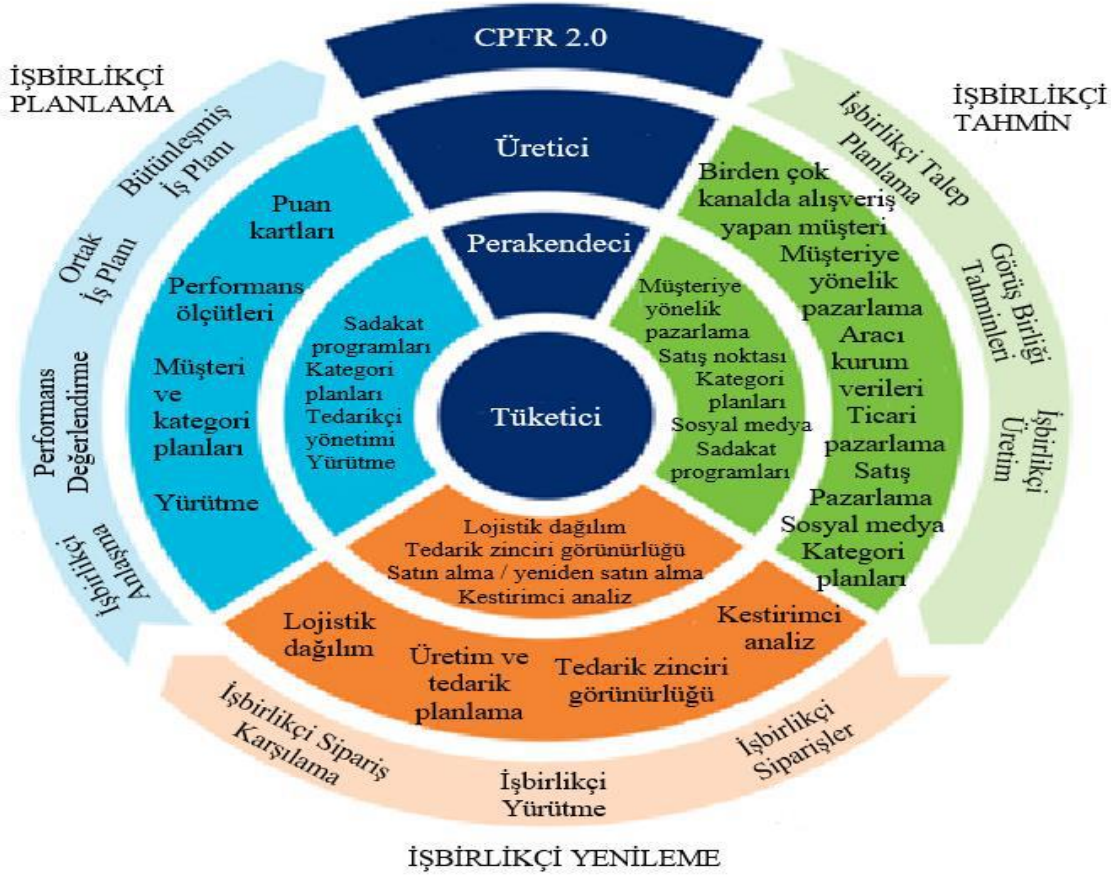 CPFR 2.0
Üretici
Perakendeci
Tüketici
İŞBİRLİKÇİ
PLANLAMA
Bütünleşmiş
İş Planı
Ortak
İş Planı
Performans
Değerlendirme
İşbirlikçi
Anlaşma
Puan
kartları
Performans
ölçütleri
Müşteri
ve
kategori
planları
Yürütme
Sadakat
programları
Kategori
planları
Tedarikçi
yönetimi
Yürütme
İŞBİRLİKÇİ
TAHMİN
İşbirlikçi Talep
Planlama
Görüş Birliği
Tahminleri
İşbirlikçi
Üretim
Birden çok
kanalda alışveriş
yapan müşteri
Müşteriye
yönelik
pazarlama
Aracı
kurum
verileri
Ticari
pazarlama
Satış
Pazarlama
Sosyal medya
Kategori
planları
Müşteriye
yönelik
pazarlama
Satış noktası
Kategori
planları
Sosyal medya
Sadakat
programları
Lojistik dağılım
Tedarik zinciri görünürlüğü
Satın alma / yeniden satın alma
Kestirimci analiz
Lojistik
dağılım
Üretim ve
tedarik
planlama
Tedarik zinciri
görünürlüğü
Kestirimci
analiz
İşbirlikçi Sipariş
Karşılama
İşbirlikçi
Yürütme
İşbirlikçi
Siparişler
İŞBİRLİKÇİ YENİLEME